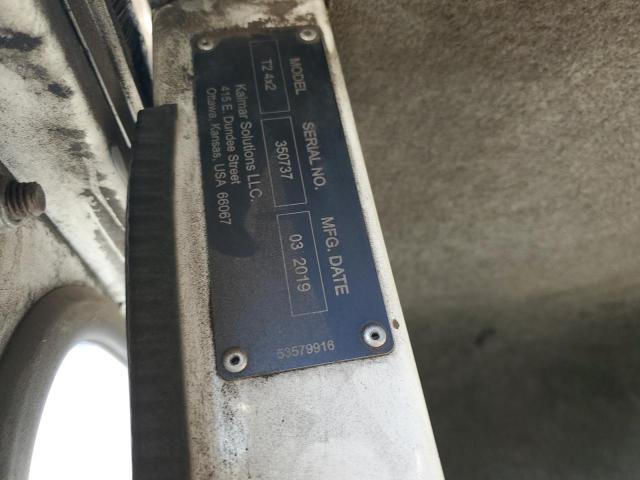 MODEL SERIAL NO. MFG. DATE
T2 4x2 350737 03 2019
Kalmar Solutions LLC.
415 E. Dundee Street
Ottawa, Kansas, USA 66067
53579916